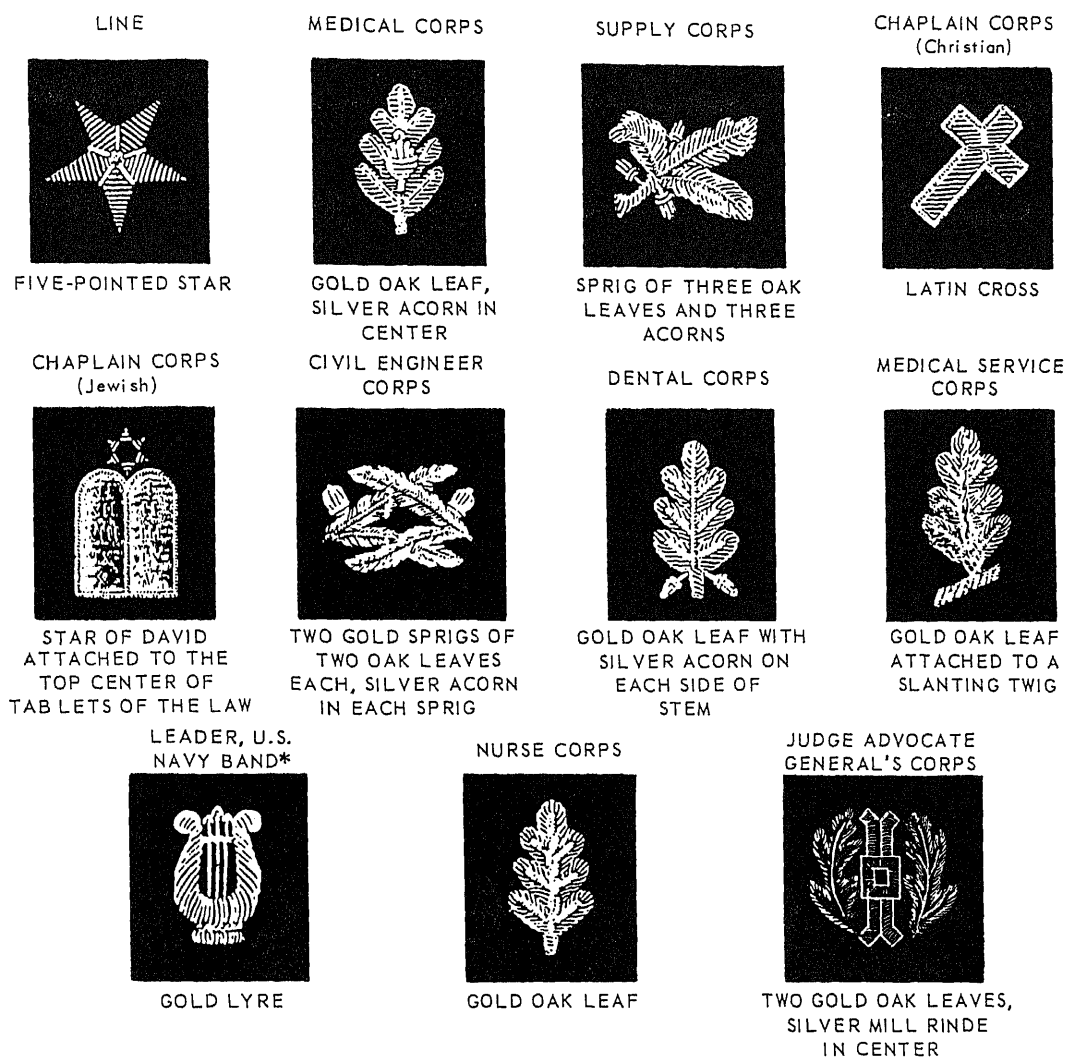 LINE
MEDICAL CORPS
SUPPLY CORPS
CHAPLAIN CORPS
(Christian)
FIVE-POINTED STAR
GOLD OAK LEAF,
SILVER ACORN IN
CENTER
SPRIG OF THREE OAK
LEAVES AND THREE
ACORNS
LATIN CROSS
CHAPLAIN CORPS
(Jewish)
CIVIL ENGINEER
CORPS
DENTAL CORPS
MEDICAL SERVICE
CORPS
STAR OF DAVID
ATTACHED TO THE
TOP CENTER OF
TABLETS OF THE LAW
TWO GOLD SPRIGS OF
TWO OAK LEAVES
EACH, SILVER ACORN
IN EACH SPRIG
GOLD OAK LEAF WITH
SILVER ACORN ON
EACH SIDE OF
STEM
GOLD OAK LEAF
ATTACHED TO A
SLANTING TWIG
LEADER, U.S.
NAVY BAND*
NURSE CORPS
JUDGE ADVOCATE
GENERAL'S CORPS
GOLD LYRE
GOLD OAK LEAF
TWO GOLD OAK LEAVES,
SILVER MILL RINDE
IN CENTER